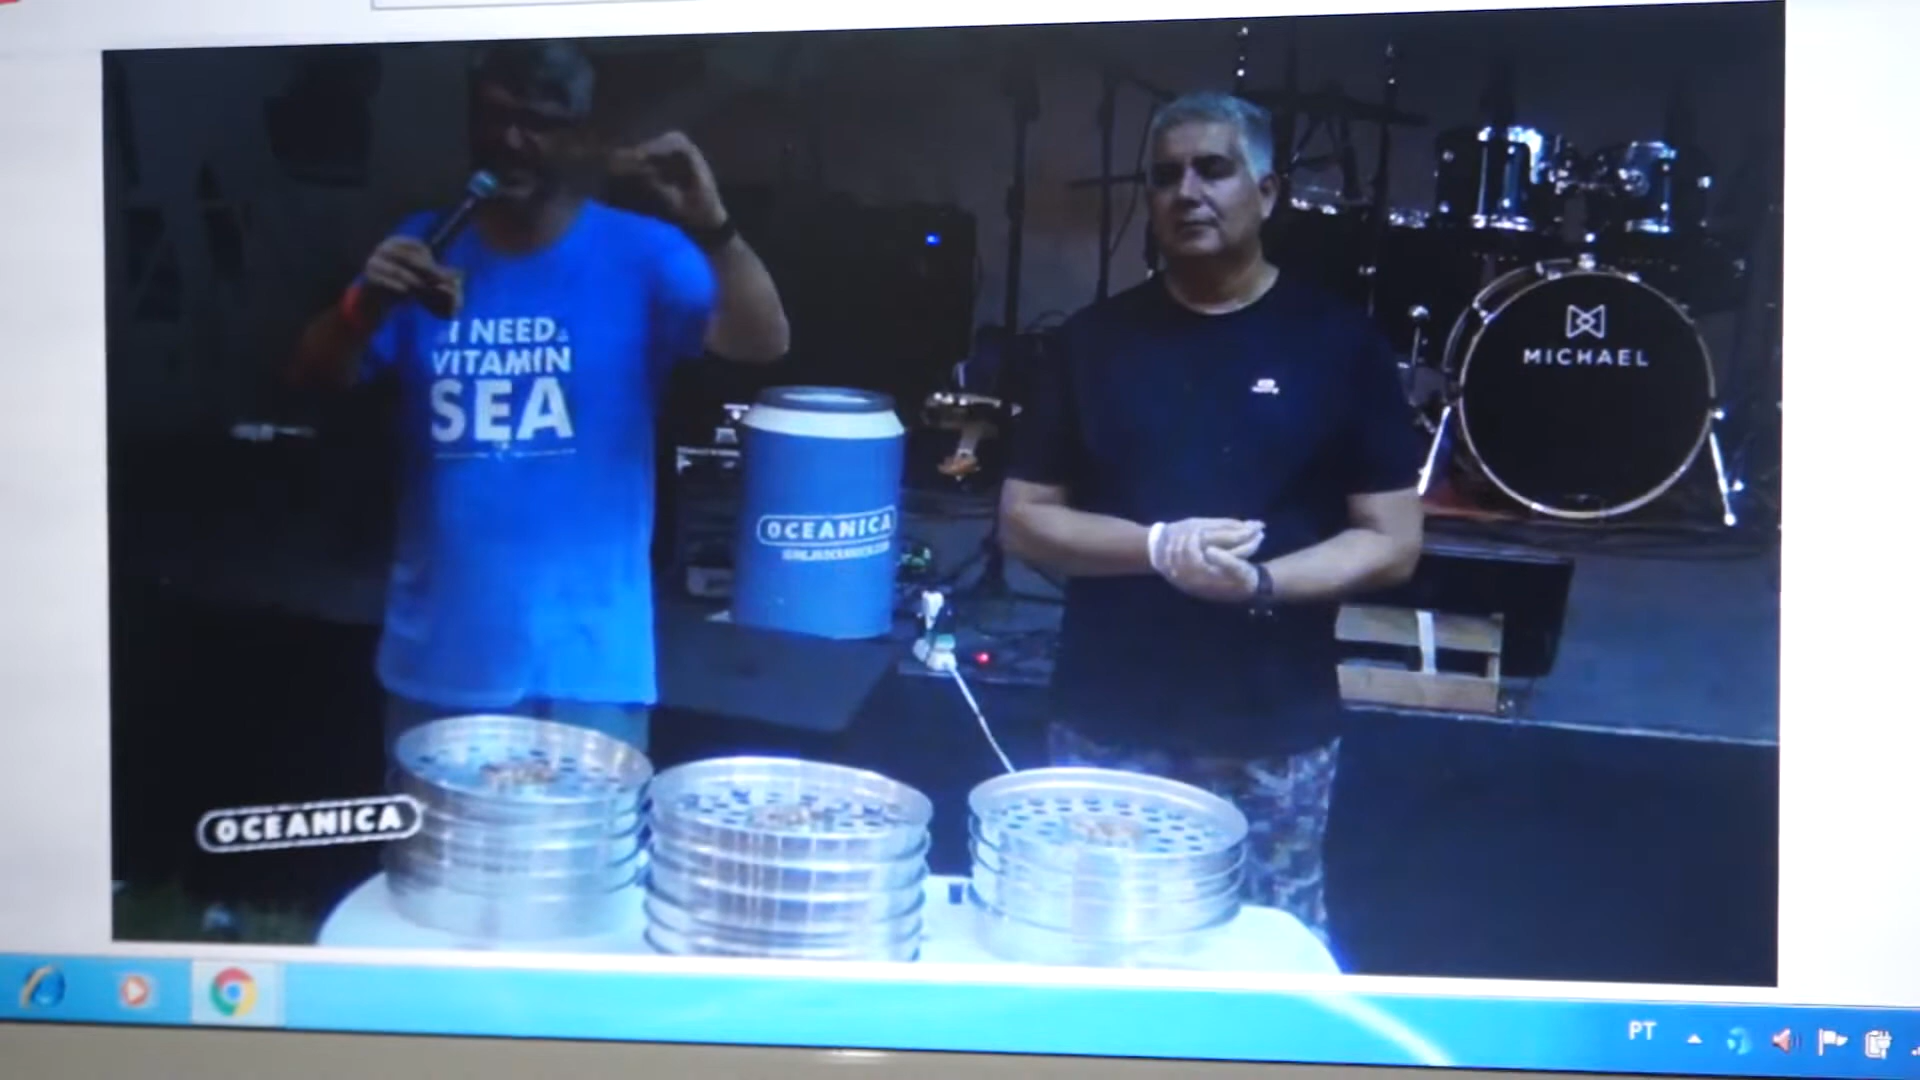 I NEED
VITAMIN
SEA
OCEANICA
MICHAEL
OCEANICA
PT